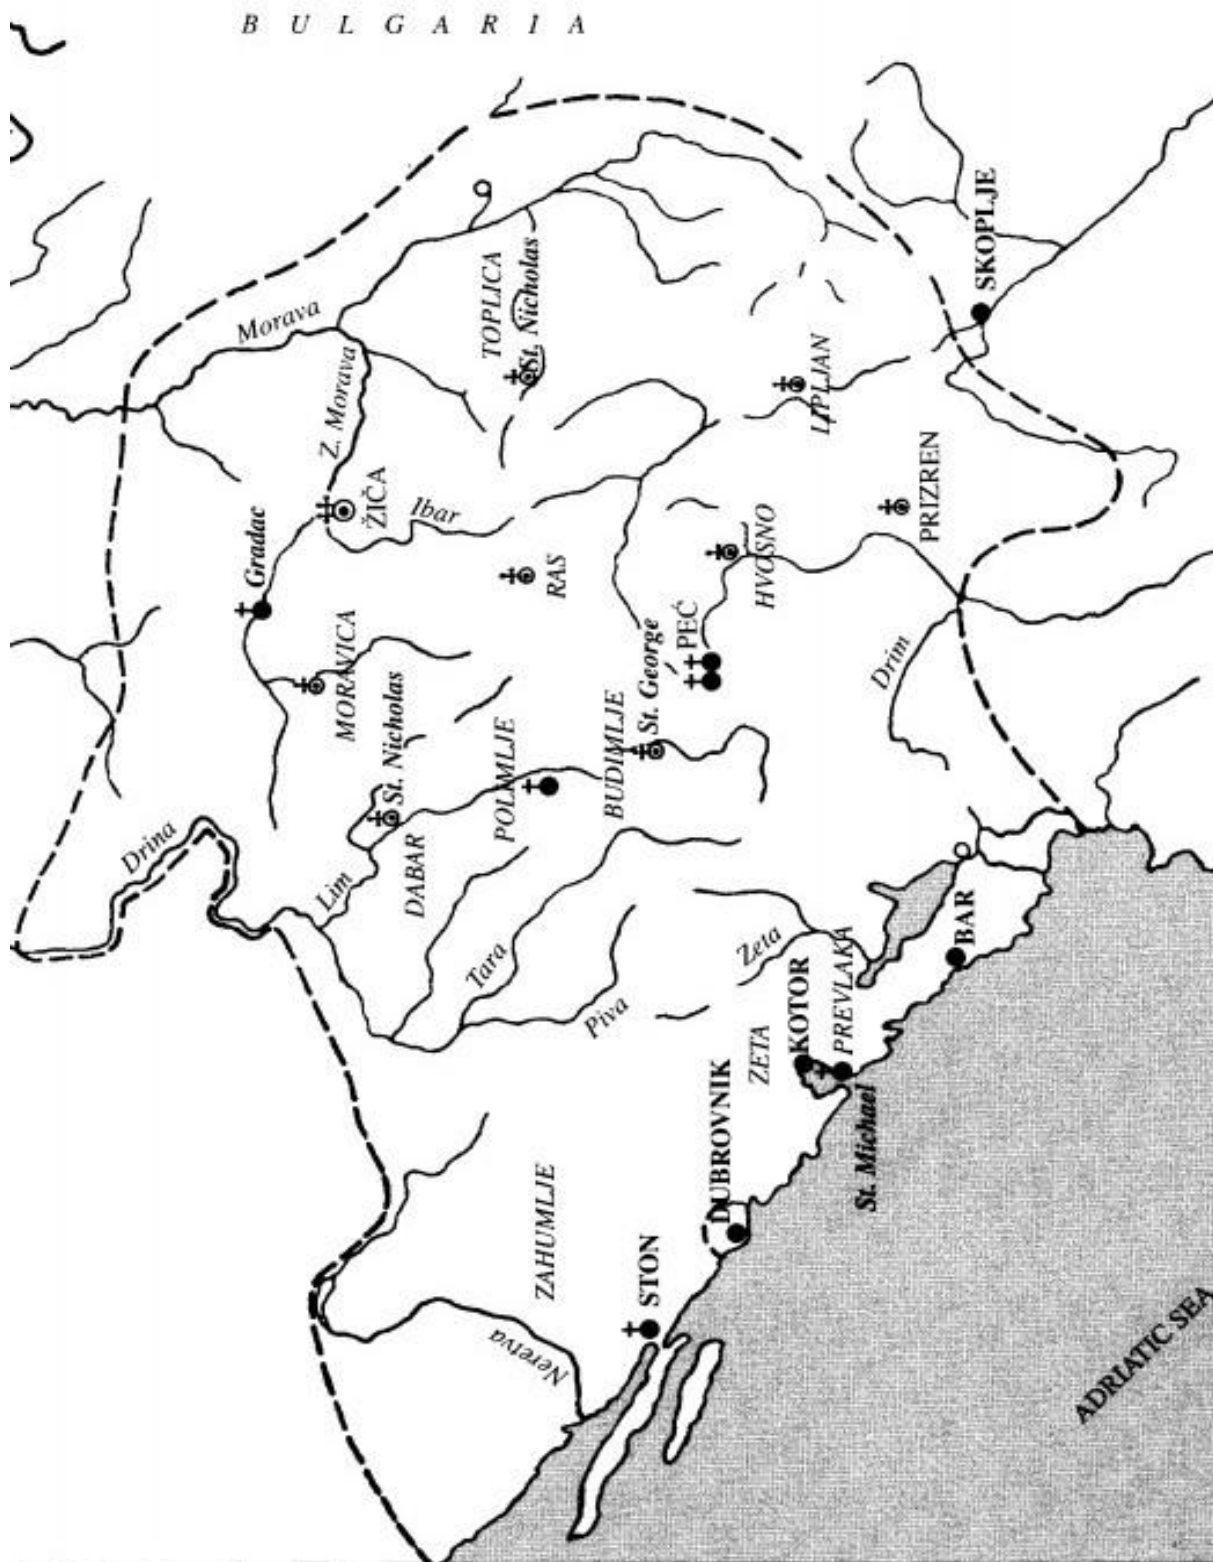 BULGARIA
Morava
Z. Morava
TOPLICA
St. Nicholas
SKOPLJE
LIPLJAN
Gradac
ŽIČA
Ibar
RAS
HVOSNO
PRIZREN
MORAVICA
St. Nicholas
DABAR
POLIMLJE
BUDIMLJE
St. George
PEĆ
Drim
Drina
Lim
Tara
Piva
Zeta
ZETA
KOTOR
PREVLAKA
St. Michael
BAR
DUBROVNIK
ZAHUMLJE
STON
Neretva
ADRIATIC SEA